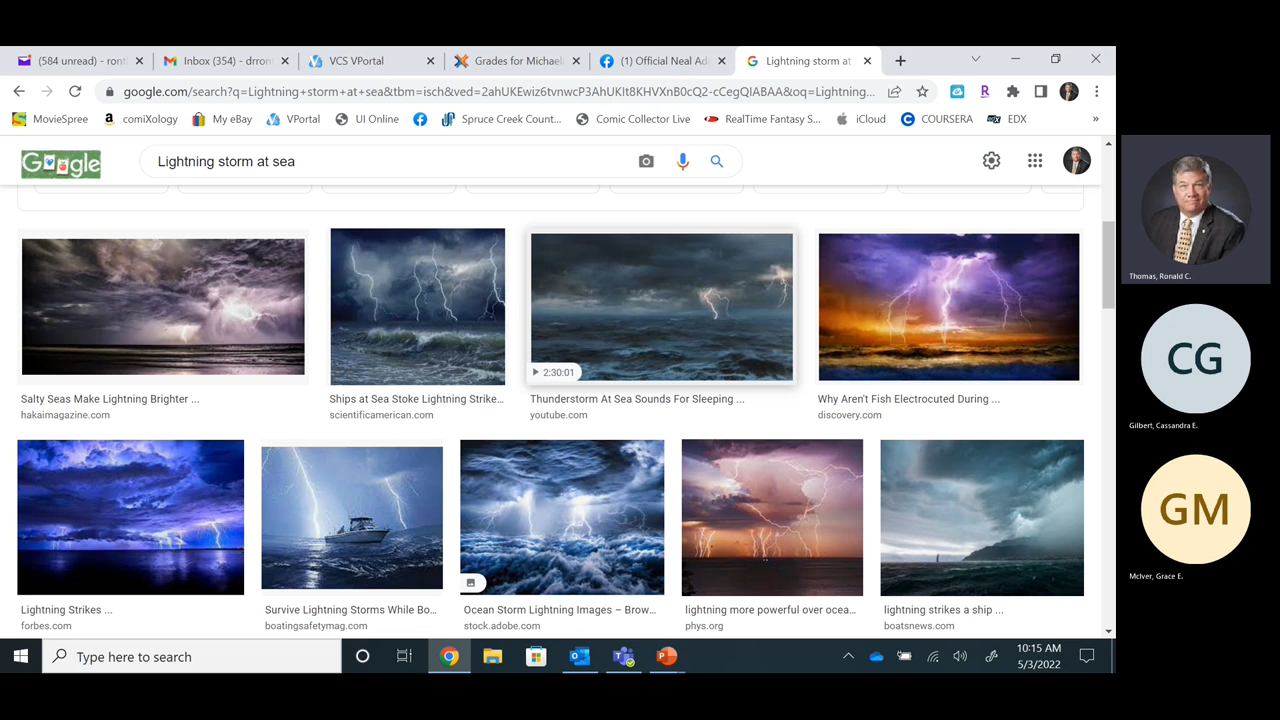 (584 unread) - ront
Inbox (354) - drron
VCS VPortal
Grades for Michaela
(1) Official Neal Ada
Lightning storm at
google.com/search?q=Lightning+storm+at+sea&tbm=isch&ved=2ahUKEwiz6tvnwcP3AhUKIt8KHVXnB0cQ2-cCegQIABAA&oq=Lightning...
MovieSpree
comiXology
My eBay
VPortal
UI Online
Spruce Creek Count...
Comic Collector Live
RealTime Fantasy S...
iCloud
COURSERA
EDX
»
Google
Lightning storm at sea
2:30:01
Salty Seas Make Lightning Brighter ...
hakaimagazine.com
Ships at Sea Stoke Lightning Strike...
scientificamerican.com
Thunderstorm At Sea Sounds For Sleeping ...
youtube.com
Why Aren't Fish Electrocuted During ...
discovery.com
Lightning Strikes ...
forbes.com
Survive Lightning Storms While Bo...
boatingsafetymag.com
Ocean Storm Lightning Images – Brow...
stock.adobe.com
lightning more powerful over ocea...
phys.org
lightning strikes a ship ...
boatsnews.com
Type here to search
10:15 AM
5/3/2022
Thomas, Ronald C.
CG
Gilbert, Cassandra E.
GM
McIver, Grace E.